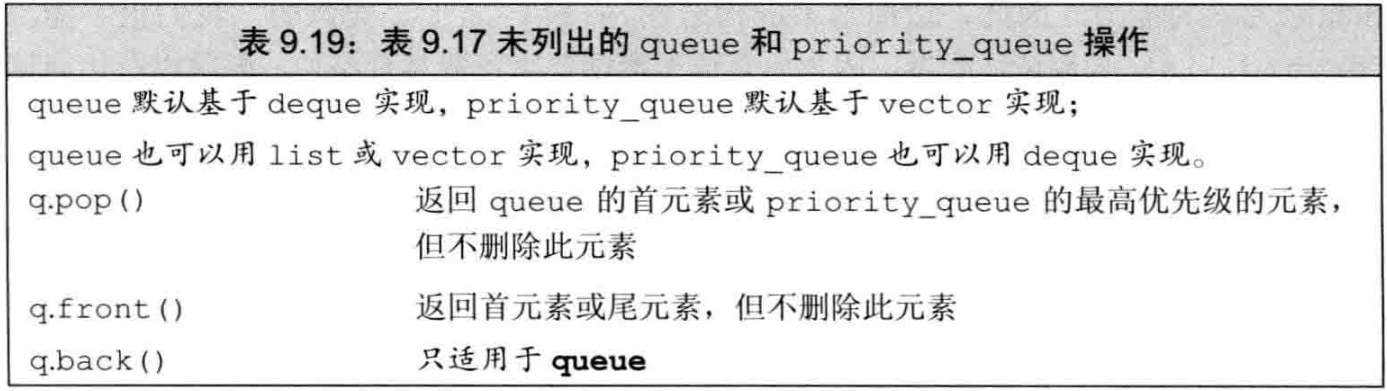 表 9.19：表 9.17 未列出的 queue 和 priority_queue 操作
queue 默认基于 deque 实现，priority_queue 默认基于 vector 实现；
queue 也可以用 list 或 vector 实现，priority_queue 也可以用 deque 实现。
q.pop() 返回 queue 的首元素或 priority_queue 的最高优先级的元素，
但不删除此元素
q.front() 返回首元素或尾元素，但不删除此元素
q.back() 只适用于 queue